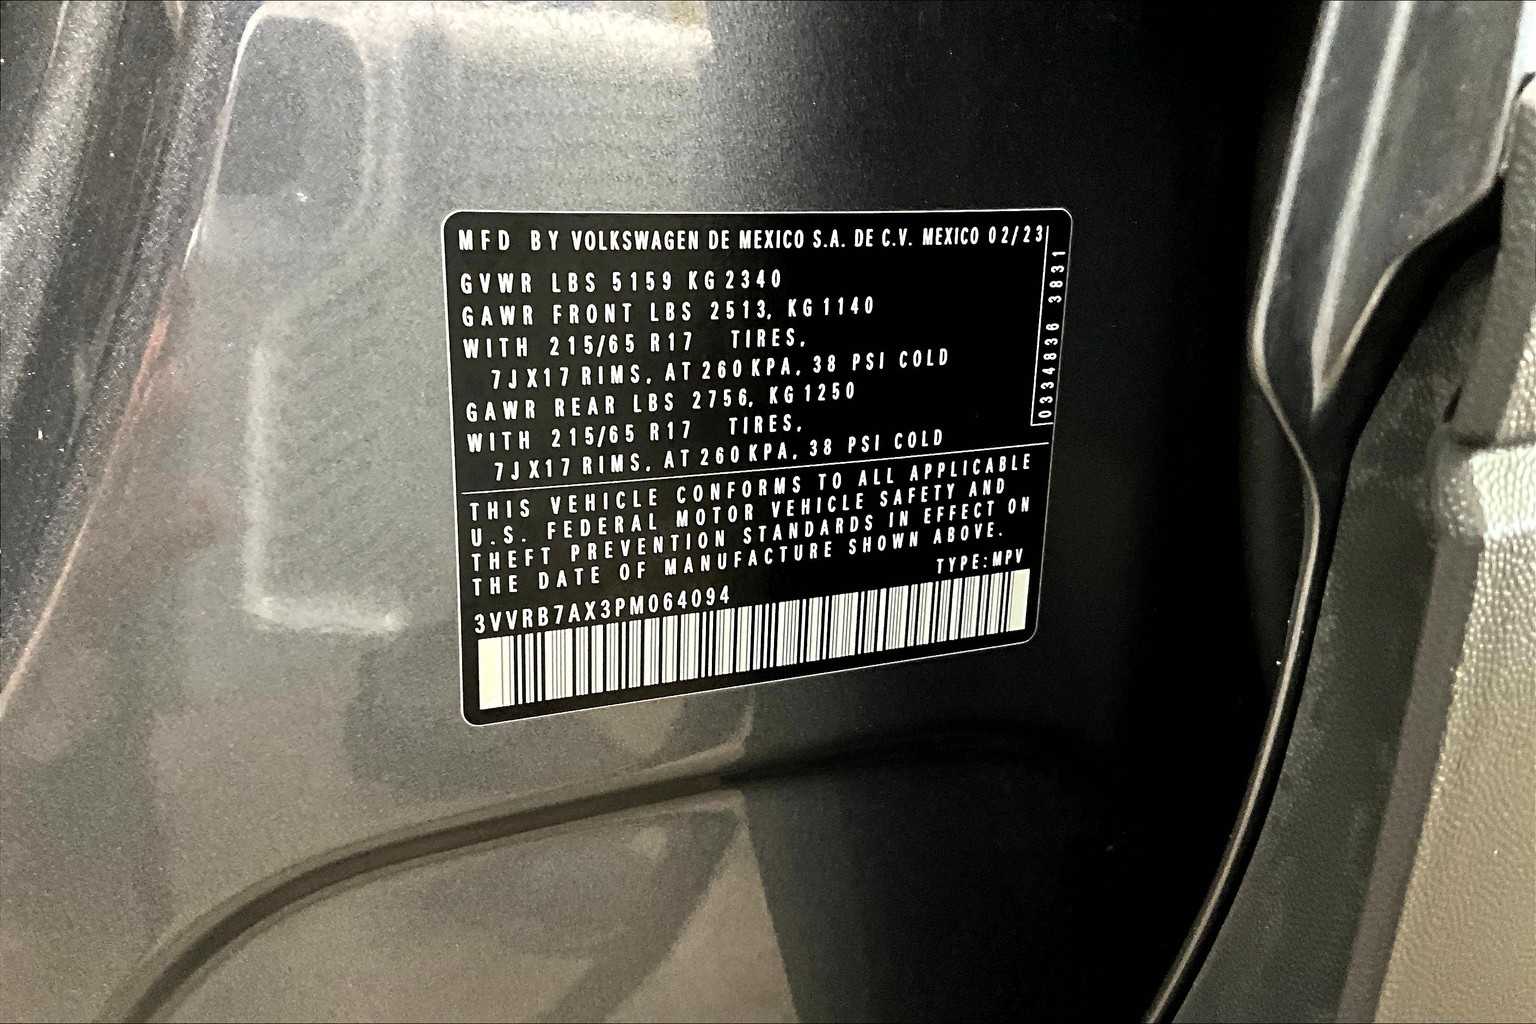 MFD BY VOLKSWAGEN DE MEXICO S.A. DE C.V. MEXICO 02/23
GVWR LBS 5159 KG 2340
GAWR FRONT LBS 2513, KG 1140
WITH 215/65 R17 TIRES,
7JX17 RIMS, AT 260 KPA, 38 PSI COLD
GAWR REAR LBS 2756, KG 1250
WITH 215/65 R17 TIRES,
7JX17 RIMS, AT 260 KPA, 38 PSI COLD
0334836 3831
THIS VEHICLE CONFORMS TO ALL APPLICABLE
U.S. FEDERAL MOTOR VEHICLE SAFETY AND
THEFT PREVENTION STANDARDS IN EFFECT ON
THE DATE OF MANUFACTURE SHOWN ABOVE.
TYPE:MPV
3VVRB7AX3PM064094